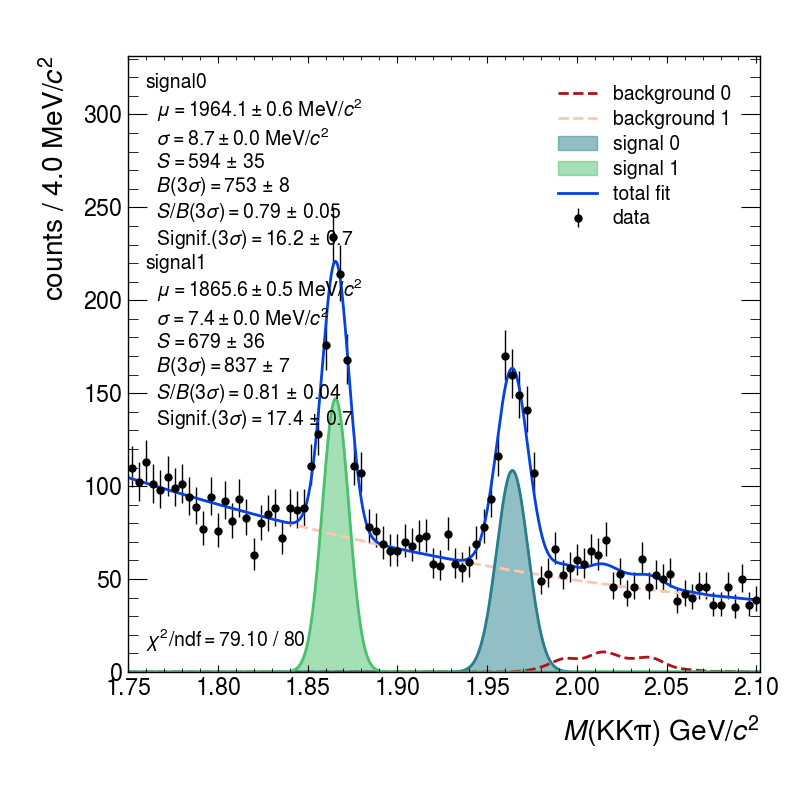 counts / 4.0 MeV/c²
signal0
μ = 1964.1 ± 0.6 MeV/c²
σ = 8.7 ± 0.0 MeV/c²
S = 594 ± 35
B(3σ) = 753 ± 8
S/B(3σ) = 0.79 ± 0.05
Signif.(3σ) = 16.2 ± 0.7
signal1
μ = 1865.6 ± 0.5 MeV/c²
σ = 7.4 ± 0.0 MeV/c²
S = 679 ± 36
B(3σ) = 837 ± 7
S/B(3σ) = 0.81 ± 0.04
Signif.(3σ) = 17.4 ± 0.7
χ²/ndf = 79.10 / 80
background 0
background 1
signal 0
signal 1
total fit
data
300
250
200
150
100
50
0
1.75 1.80 1.85 1.90 1.95 2.00 2.05 2.10
M(KKπ) GeV/c²